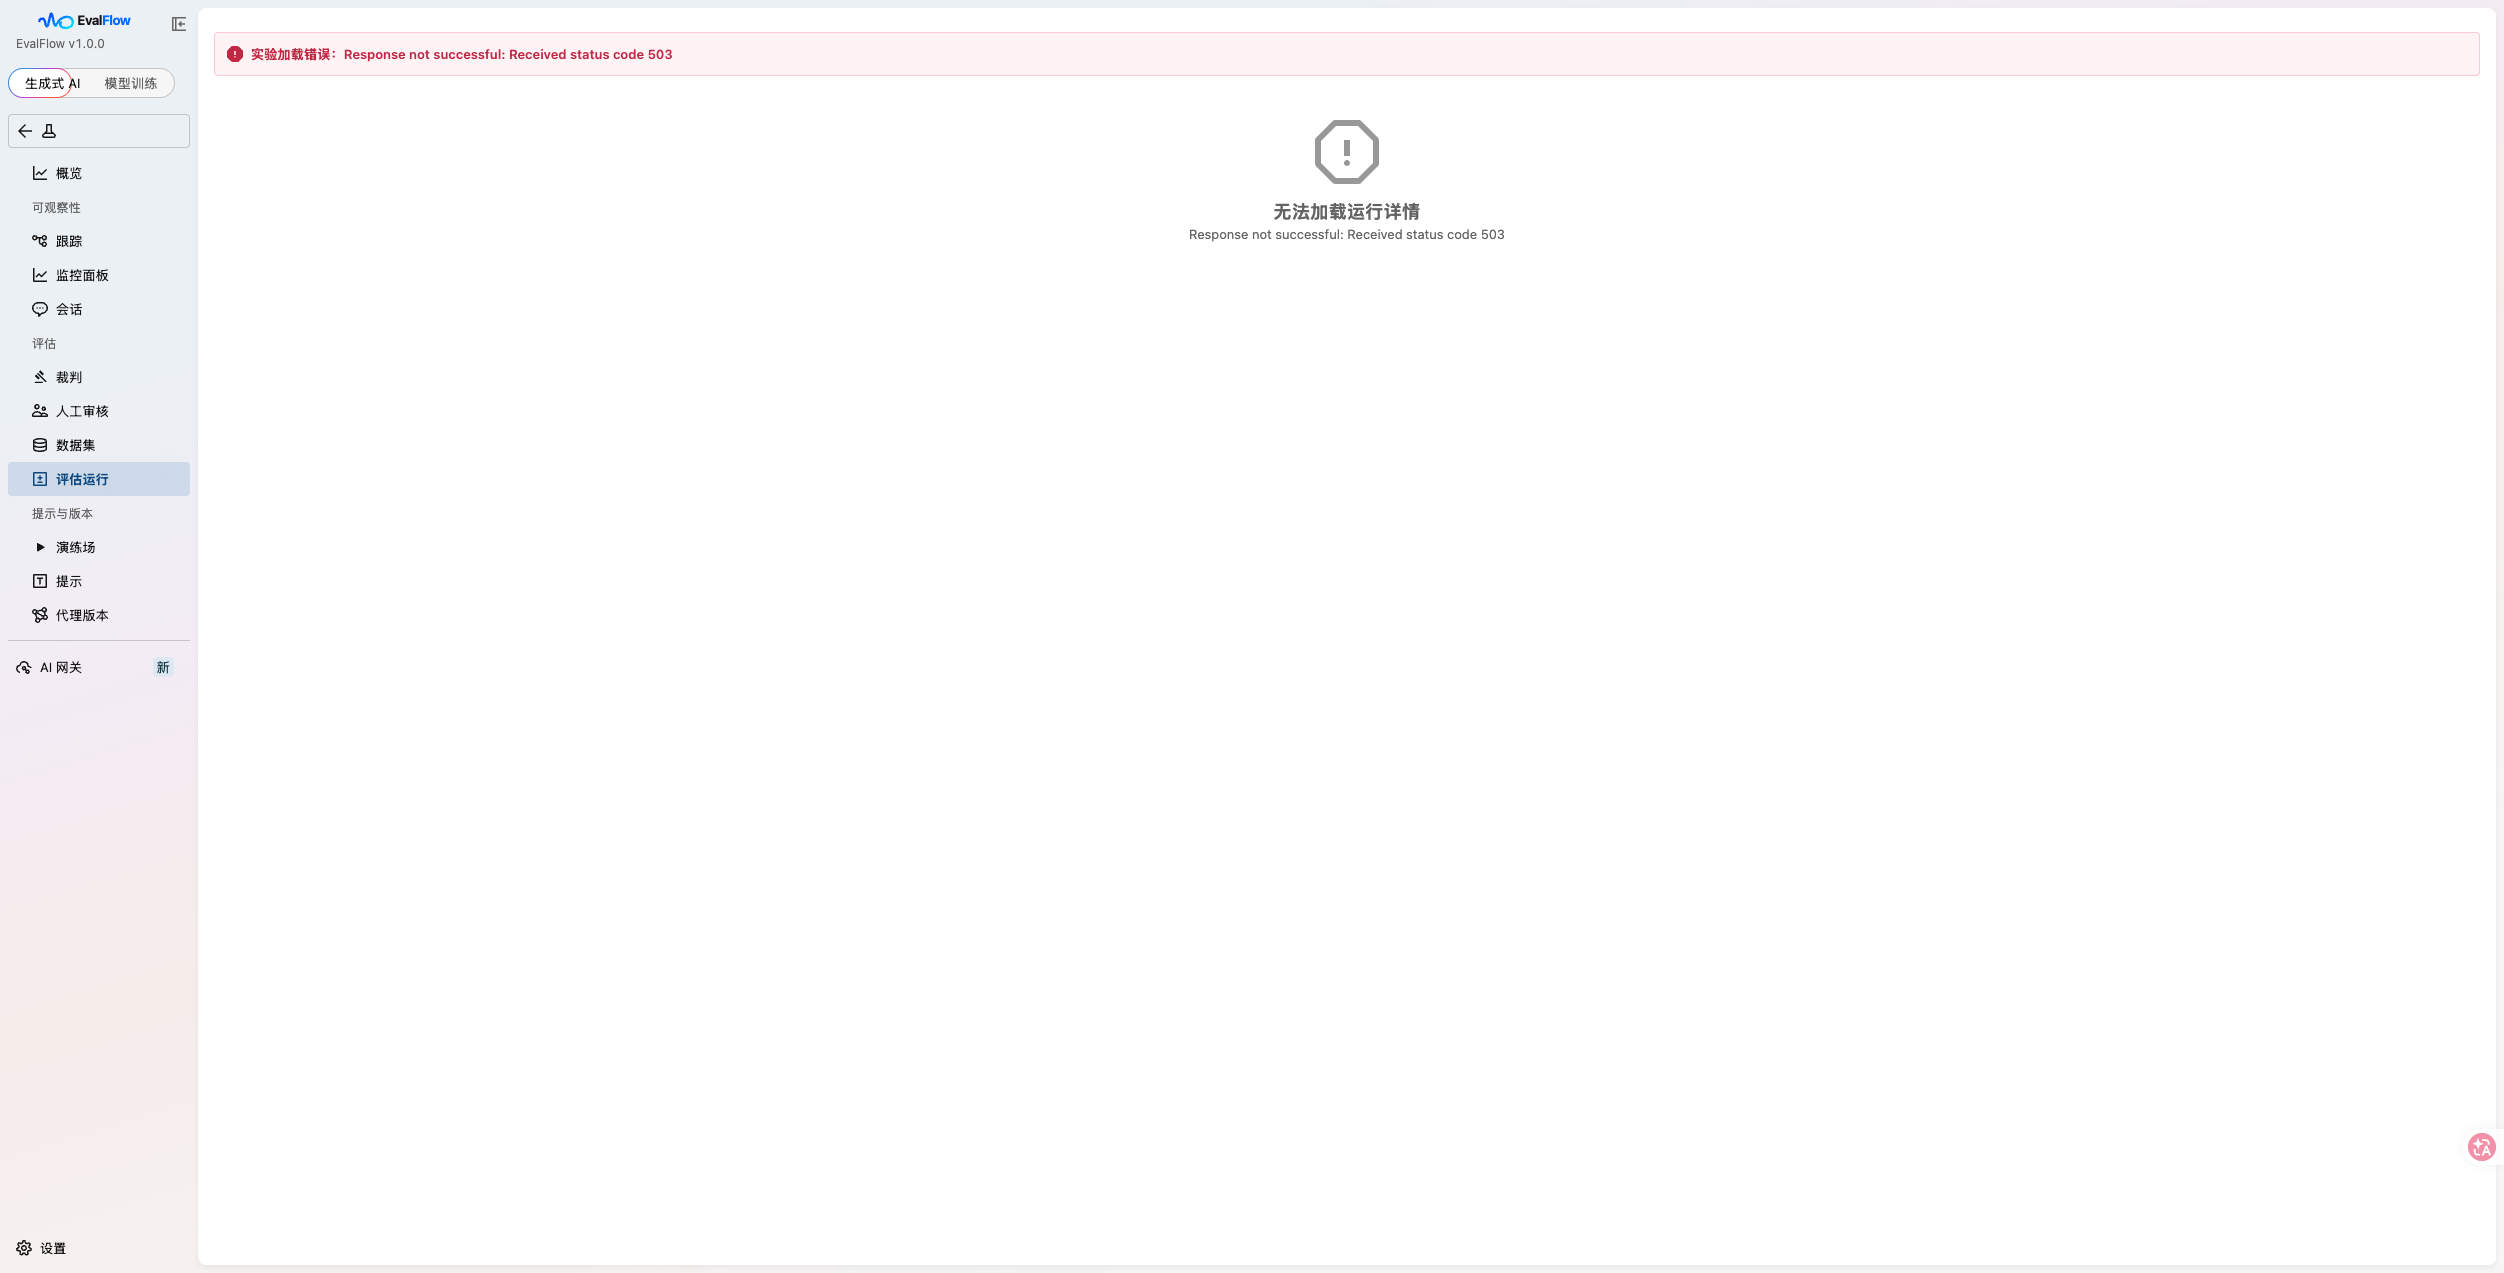 EvalFlow
EvalFlow v1.0.0
生成式 AI
模型训练
概览
可观察性
跟踪
监控面板
会话
评估
裁判
人工审核
数据集
评估运行
提示与版本
演练场
提示
代理版本
AI 网关
新
设置
实验加载错误：Response not successful: Received status code 503
无法加载运行详情
Response not successful: Received status code 503